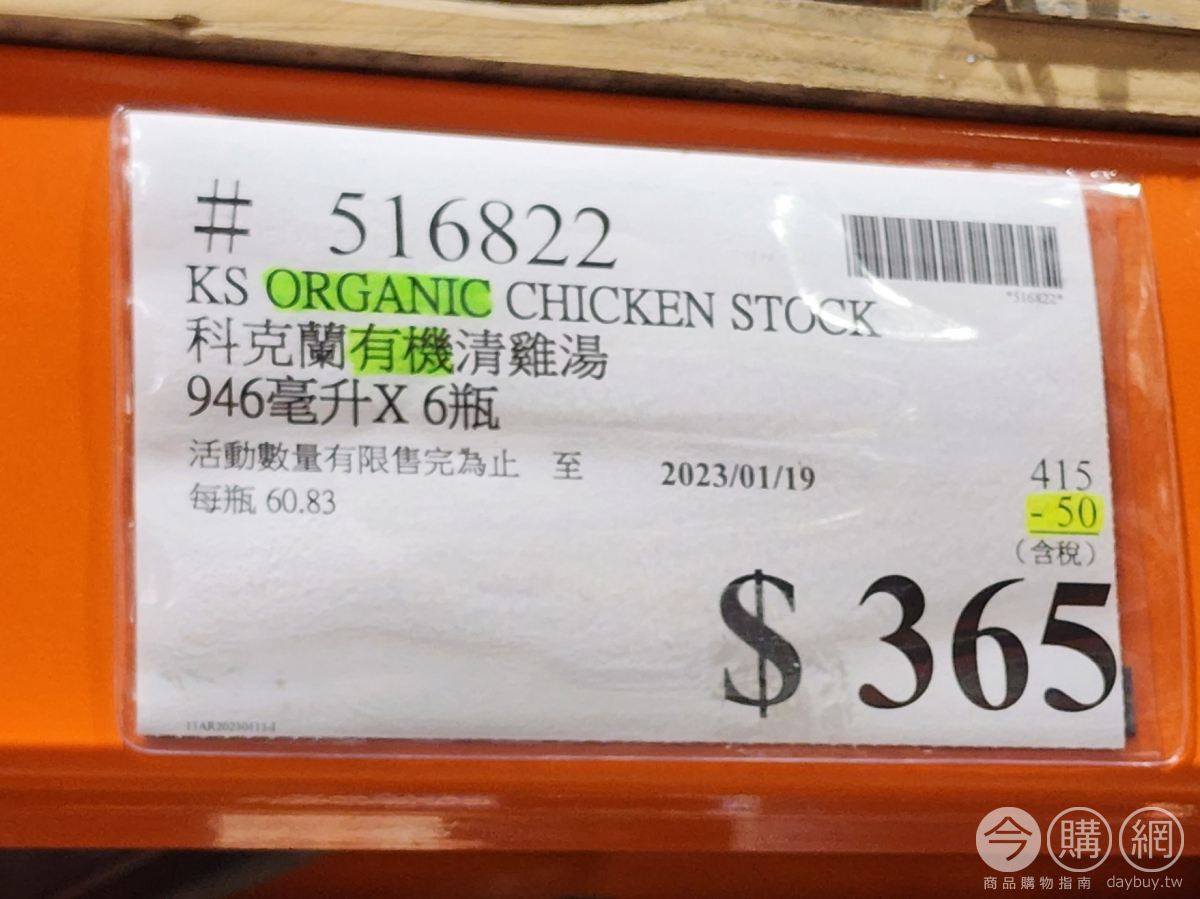 # 516822
*516822*
KS ORGANIC CHICKEN STOCK
科克蘭有機清雞湯
946毫升X 6瓶
活動數量有限售完為止 至 2023/01/19 415
每瓶 60.83 - 50
(含稅)
$ 365
今購網
商品購物指南 daybuy.tw